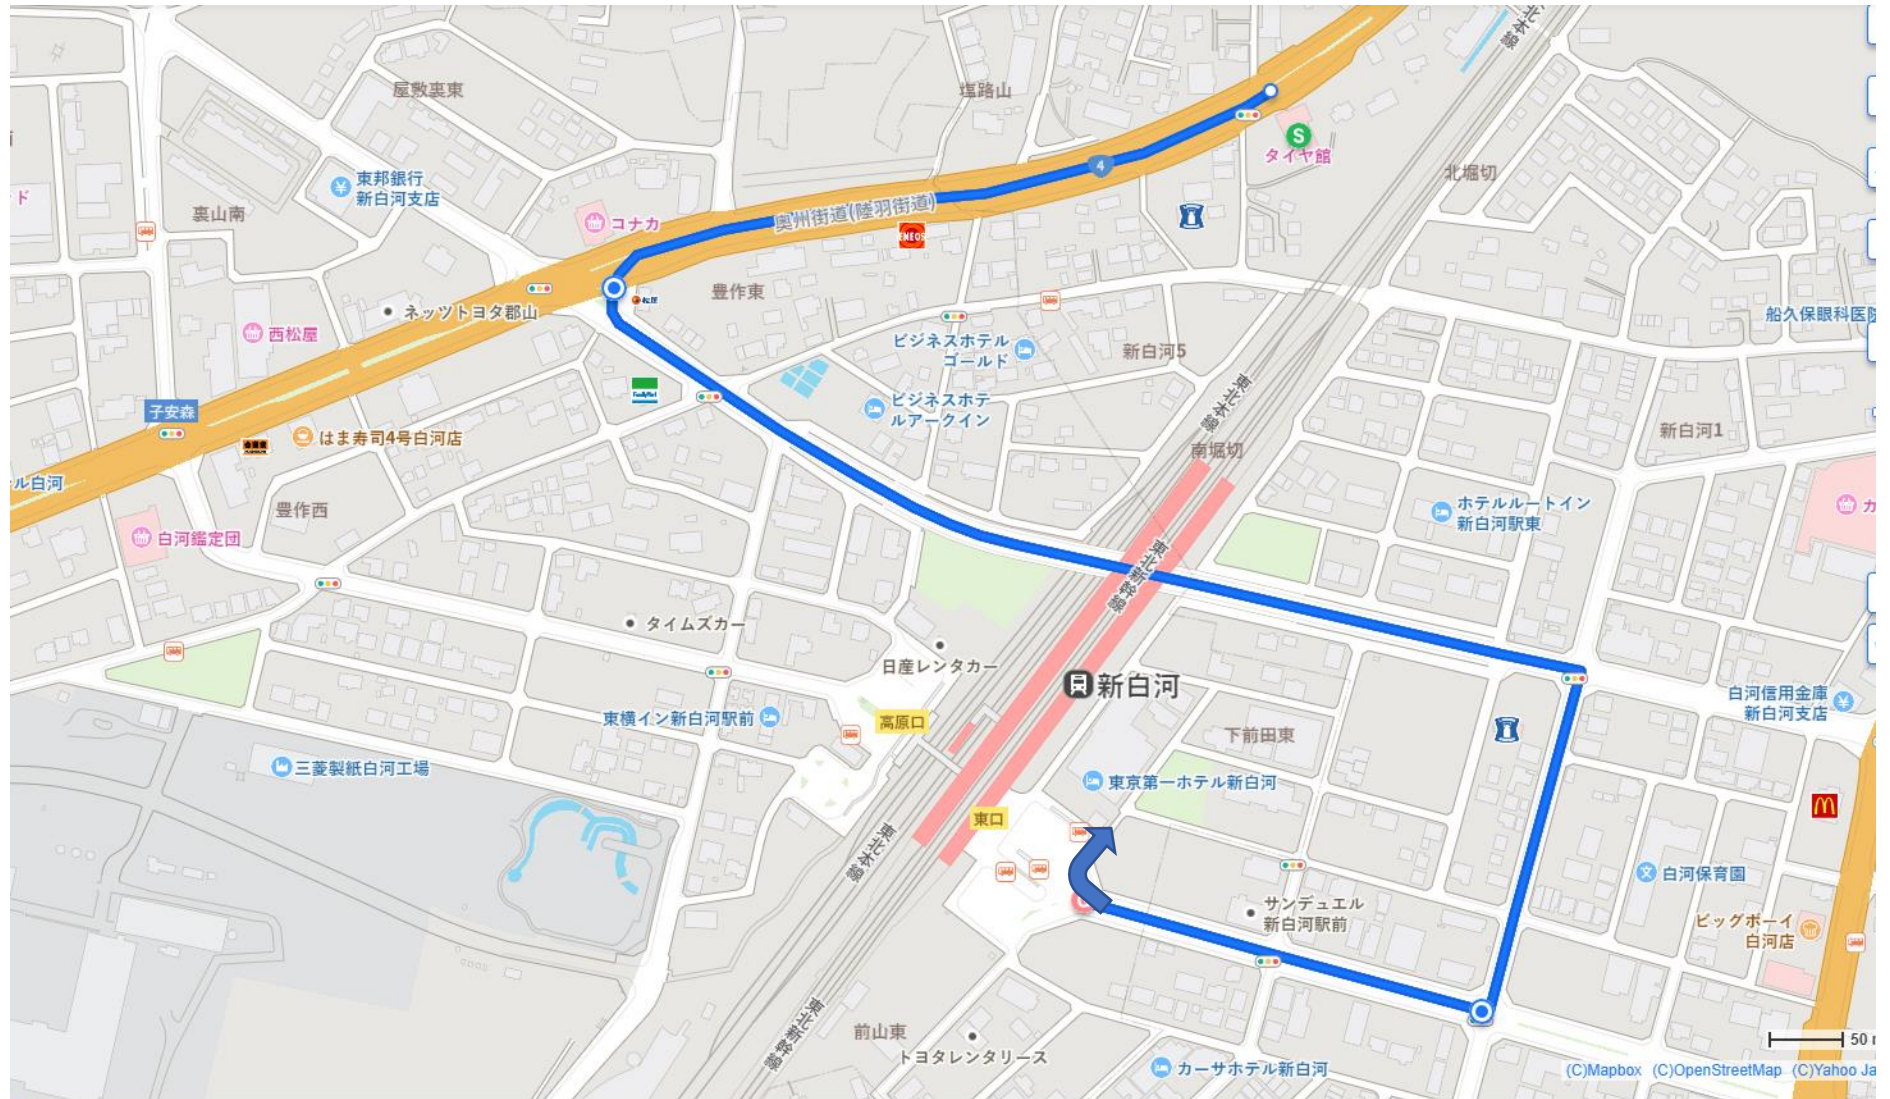 北本線
屋敷裏東
塩路山
S
タイヤ館
4
東邦銀行
新白河支店
北堀切
ド
裏山南
コナカ
奥州街道(陸羽街道)
ENEOS
豊作東
松屋
ネッツトヨタ郡山
西松屋
船久保眼科医院
ビジネスホテル
ゴールド
新白河5
FamilyMart
東北本線
ビジネスホテ
ルアークイン
子安森
はま寿司4号白河店
新白河1
南堀切
ル白河
豊作西
ホテルルートイン
新白河駅東
カ
白河鑑定団
東北新幹線
タイムズカー
日産レンタカー
新白河
白河信用金庫
新白河支店
東横イン新白河駅前
高原口
下前田東
三菱製紙白河工場
東京第一ホテル新白河
東口
東北本線
白河保育園
サンデュエル
新白河駅前
ビッグボーイ
白河店
東北新幹線
前山東
トヨタレンタリース
カーサホテル新白河
50 m
(C)Mapbox (C)OpenStreetMap (C)Yahoo Ja